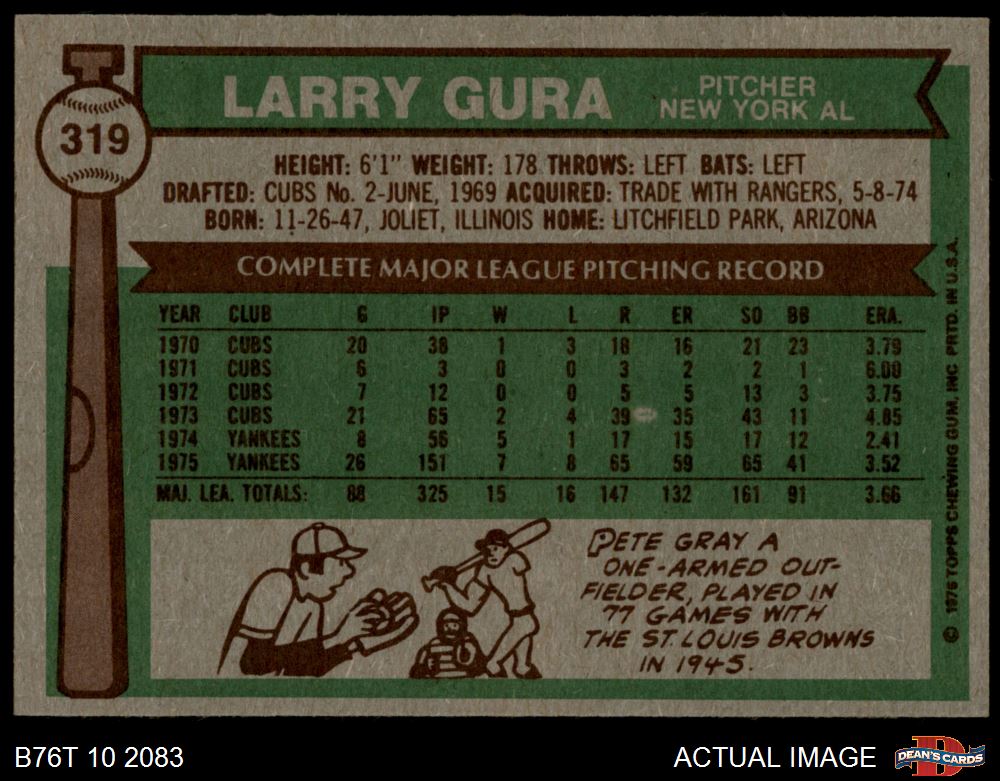 LARRY GURA
PITCHER
NEW YORK AL
319
HEIGHT: 6'1" WEIGHT: 178 THROWS: LEFT BATS: LEFT
DRAFTED: CUBS No. 2-JUNE, 1969 ACQUIRED: TRADE WITH RANGERS, 5-8-74
BORN: 11-26-47, JOLIET, ILLINOIS HOME: LITCHFIELD PARK, ARIZONA
COMPLETE MAJOR LEAGUE PITCHING RECORD
YEAR CLUB G IP W L R ER SO BB ERA.
1970 CUBS 20 38 1 3 18 16 21 23 3.79
1971 CUBS 6 3 0 0 3 2 2 1 6.00
1972 CUBS 7 12 0 0 5 5 13 3 3.75
1973 CUBS 21 65 2 4 39 35 43 11 4.85
1974 YANKEES 8 56 5 1 17 15 17 12 2.41
1975 YANKEES 26 151 7 8 65 59 65 41 3.52
MAJ. LEA. TOTALS: 88 325 15 16 147 132 161 91 3.66
PETE GRAY A
ONE-ARMED OUT-
FIELDER, PLAYED IN
77 GAMES WITH
THE ST. LOUIS BROWNS
IN 1945.
© 1976 TOPPS CHEWING GUM, INC PRTD. IN U.S.A.
B76T 10 2083
ACTUAL IMAGE
DEAN'S CARDS